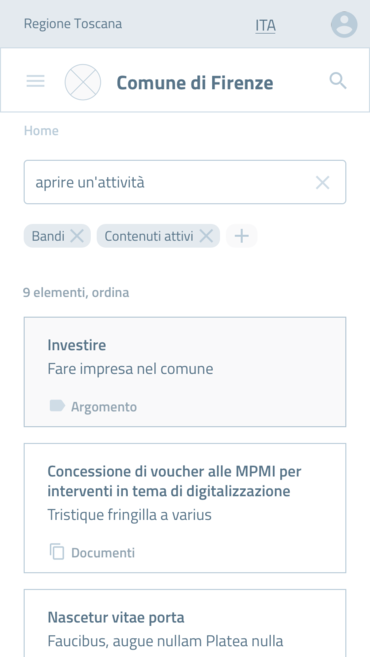 Regione Toscana
ITA
Comune di Firenze
Home
aprire un'attività
Bandi
Contenuti attivi
9 elementi, ordina
Investire
Fare impresa nel comune
Argomento
Concessione di voucher alle MPMI per
interventi in tema di digitalizzazione
Tristique fringilla a varius
Documenti
Nascetur vitae porta
Faucibus, augue nullam Platea nulla